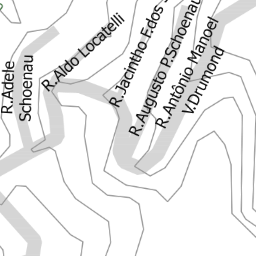 R.Adele
Schoenau
R.Aldo Locatelli
R.Jacintho F.dos
R.Augusto P.Schoenau
R.Antônio Manoel
V.Drumond